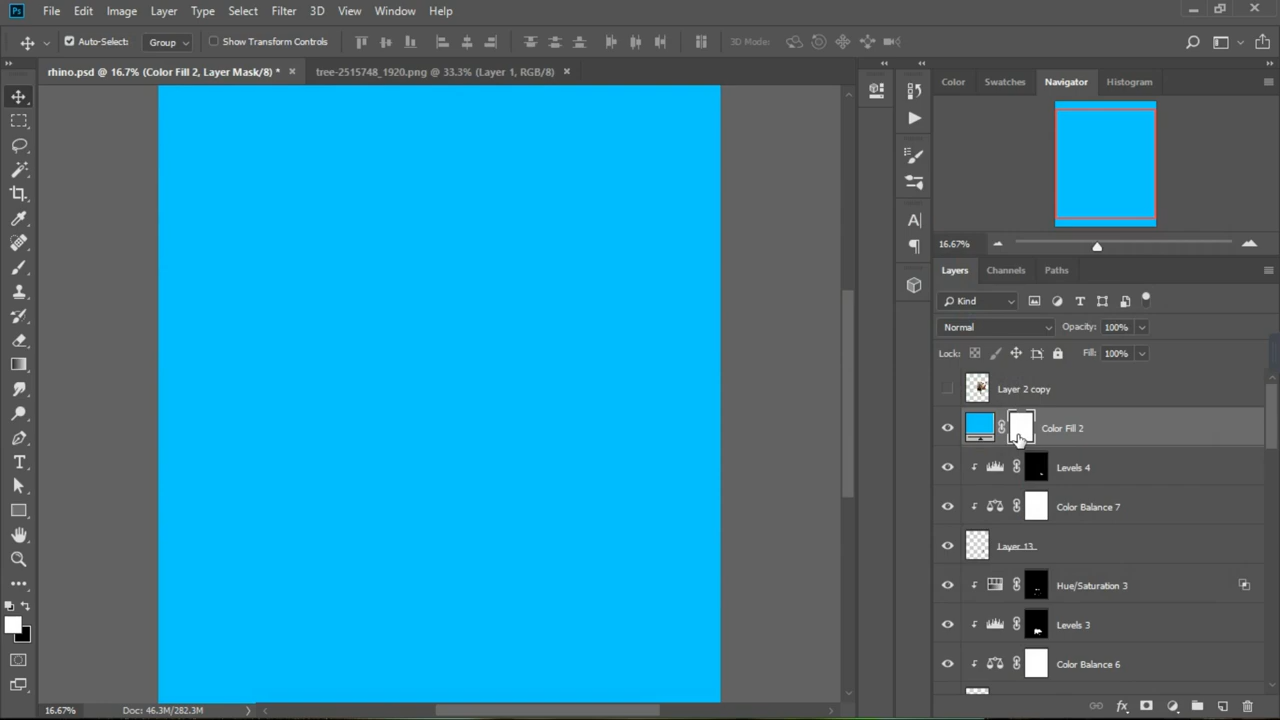 Ps File Edit Image Layer Type Select Filter 3D View Window Help
Auto-Select: Group Show Transform Controls 3D Mode:
rhino.psd @ 16.7% (Color Fill 2, Layer Mask/8) * × tree-2515748_1920.png @ 33.3% (Layer 1, RGB/8) ×
Color Swatches Navigator Histogram
16.67%
Layers Channels Paths
Kind
Normal Opacity: 100%
Lock: Fill: 100%
Layer 2 copy
Color Fill 2
Levels 4
Color Balance 7
Layer 13
Hue/Saturation 3
Levels 3
Color Balance 6
16.67% Doc: 46.3M/282.3M